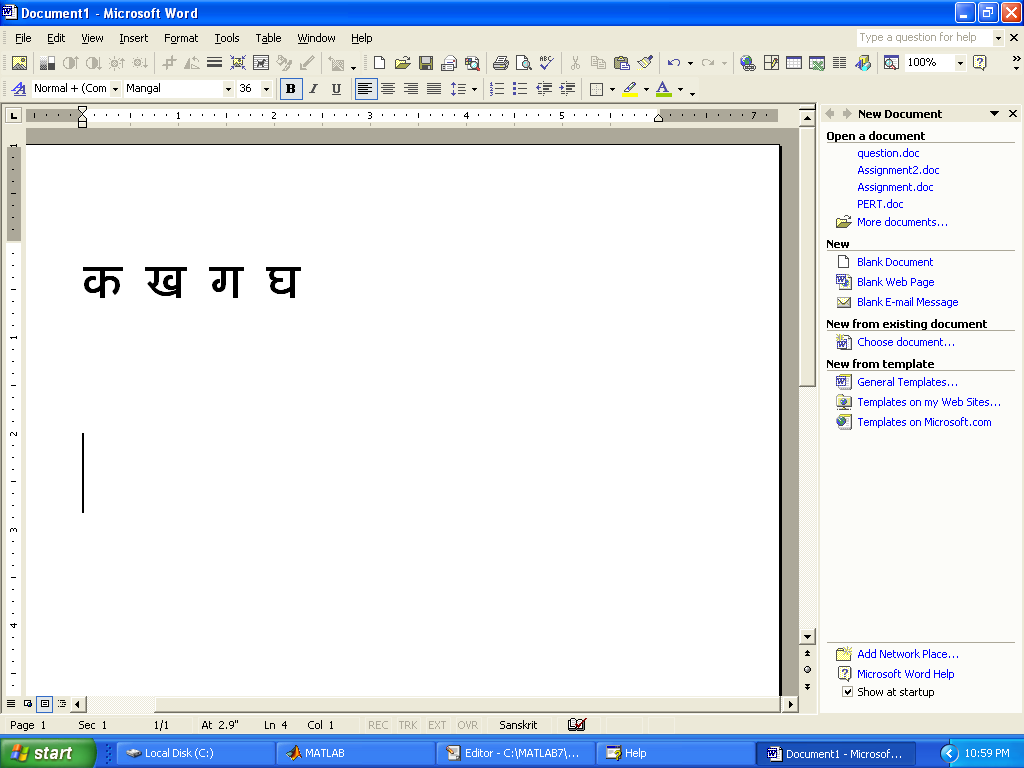 Document1 - Microsoft Word
File Edit View Insert Format Tools Table Window Help Type a question for help
100%
Normal + (Com Mangal 36 B I U
1 2 3 4 5 7
New Document
Open a document
question.doc
Assignment2.doc
Assignment.doc
PERT.doc
More documents...
New
Blank Document
Blank Web Page
Blank E-mail Message
New from existing document
Choose document...
New from template
General Templates...
Templates on my Web Sites...
Templates on Microsoft.com
क ख ग घ
1
1
2
3
4
Add Network Place...
Microsoft Word Help
Show at startup
Page 1 Sec 1 1/1 At 2.9" Ln 4 Col 1 REC TRK EXT OVR Sanskrit
start Local Disk (C:) MATLAB Editor - C:\MATLAB7\... Help Document1 - Microsof... 10:59 PM